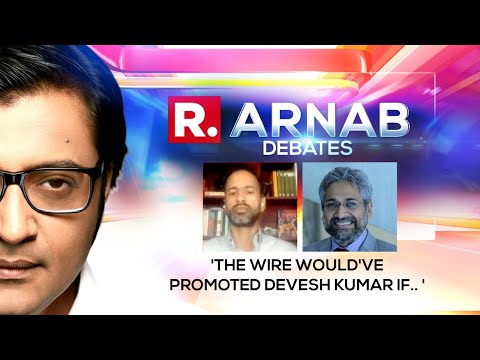 R. ARNAB
DEBATES
'THE WIRE WOULD'VE
PROMOTED DEVESH KUMAR IF.. '